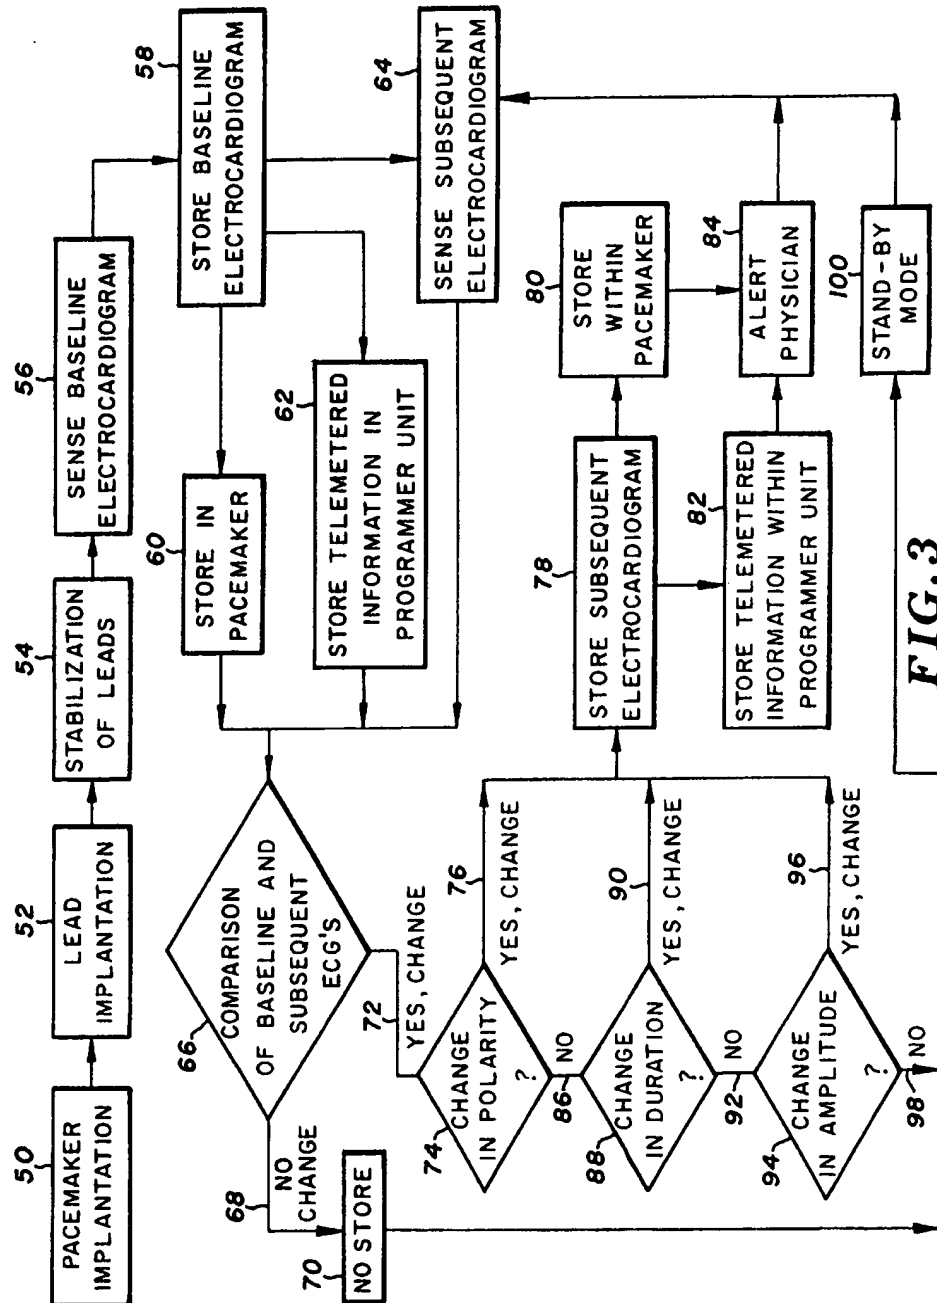 50
PACEMAKER
IMPLANTATION
52
LEAD
IMPLANTATION
54
STABILIZATION
OF LEADS
56
SENSE BASELINE
ELECTROCARDIOGRAM
58
STORE BASELINE
ELECTROCARDIOGRAM
60
STORE IN
PACEMAKER
62
STORE TELEMETERED
INFORMATION IN
PROGRAMMER UNIT
64
SENSE SUBSEQUENT
ELECTROCARDIOGRAM
66
COMPARISON
OF BASELINE AND
SUBSEQUENT
ECG'S
68
NO
CHANGE
70
NO STORE
72
YES, CHANGE
74
CHANGE
IN POLARITY
?
76
YES, CHANGE
78
STORE SUBSEQUENT
ELECTROCARDIOGRAM
80
STORE
WITHIN
PACEMAKER
82
STORE TELEMETERED
INFORMATION WITHIN
PROGRAMMER UNIT
84
ALERT
PHYSICIAN
86
NO
88
CHANGE
IN DURATION
?
90
YES, CHANGE
92
NO
94
CHANGE
IN AMPLITUDE
?
96
YES, CHANGE
98
NO
100
STAND-BY
MODE
FIG. 3